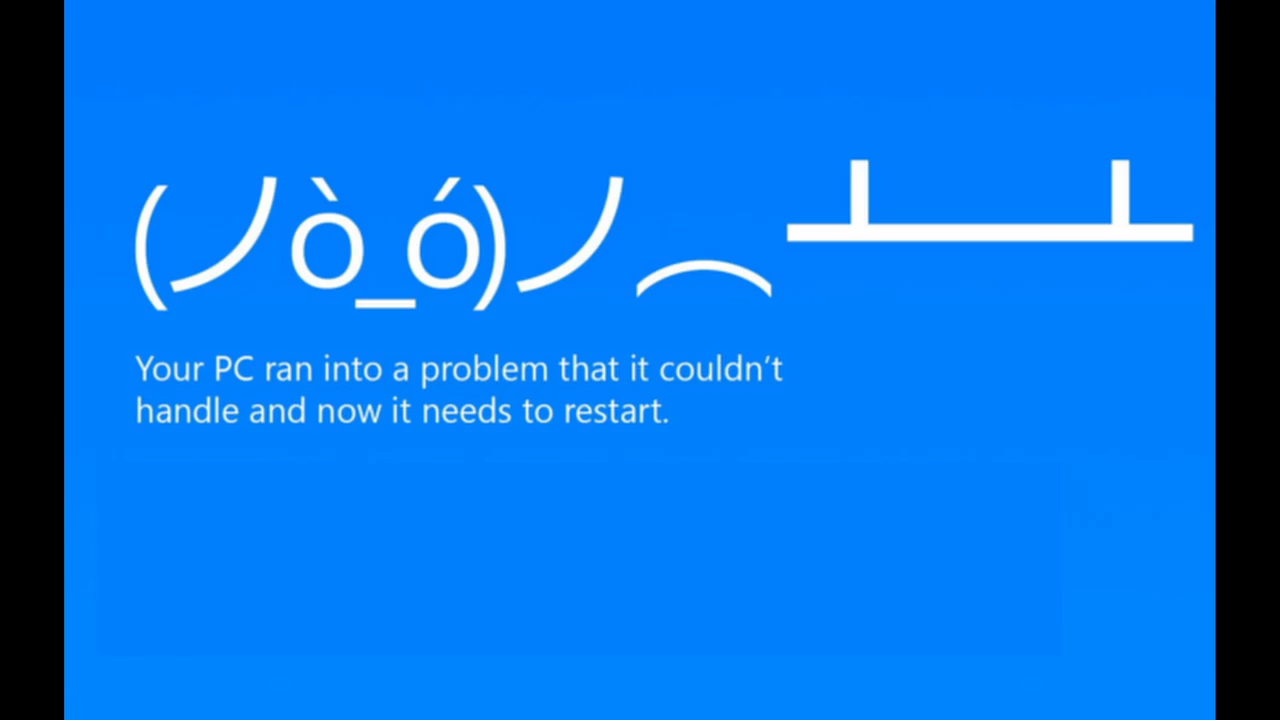 (ノò_ó)ノ︵┻━┻
Your PC ran into a problem that it couldn’t
handle and now it needs to restart.